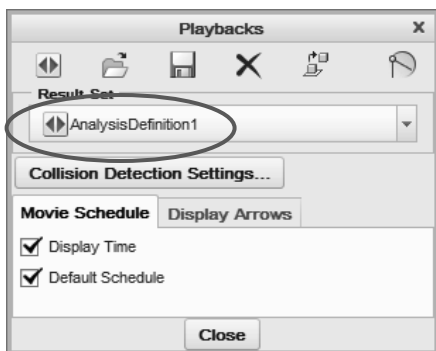 Playbacks
Result Set
AnalysisDefinition1
Collision Detection Settings...
Movie Schedule Display Arrows
Display Time
Default Schedule
Close